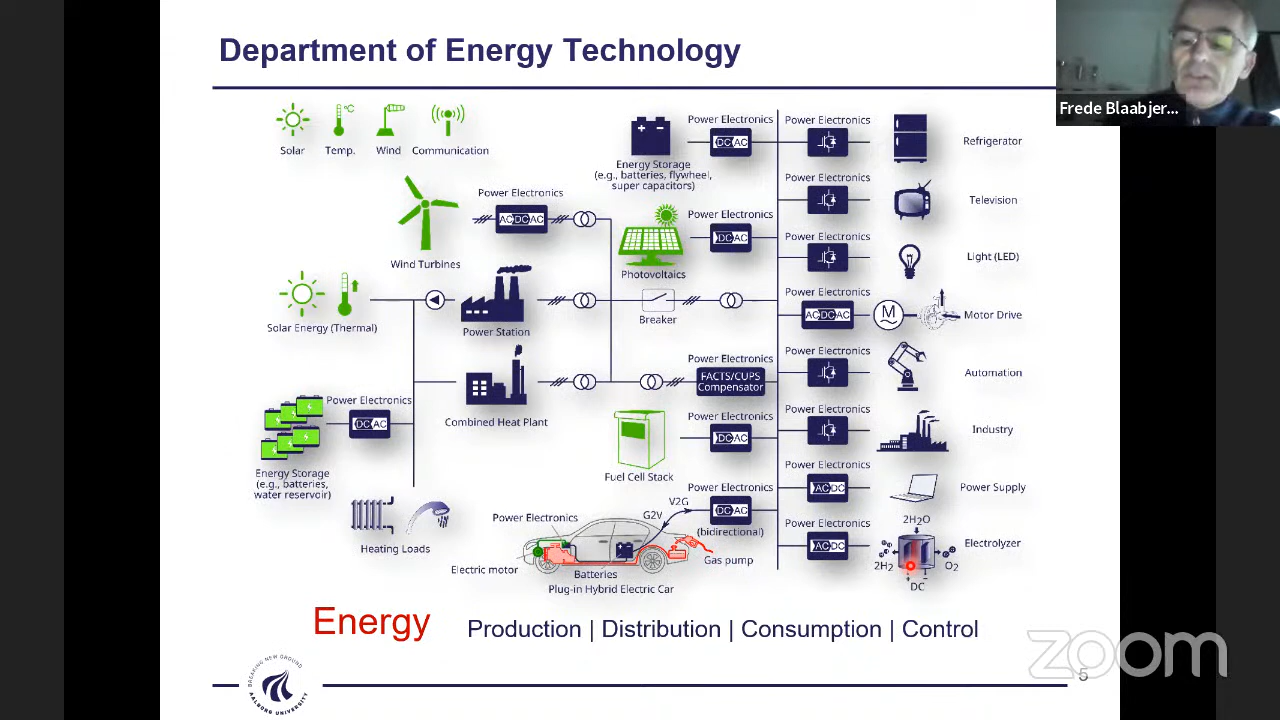 Department of Energy Technology
Frede Blaabjer...
°C
Solar
Temp.
Wind
Communication
Power Electronics
AC DC AC
Wind Turbines
Solar Energy (Thermal)
Power Station
Combined Heat Plant
Power Electronics
DC AC
Energy Storage
(e.g., batteries,
water reservoir)
Heating Loads
Energy Storage
(e.g., batteries, flywheel,
super capacitors)
Power Electronics
DC AC
Photovoltaics
Power Electronics
DC AC
Breaker
Power Electronics
FACTS/CUPS
Compensator
Fuel Cell Stack
Power Electronics
DC AC
Power Electronics
DC AC
(bidirectional)
V2G
G2V
Power Electronics
Electric motor
Batteries
Plug-in Hybrid Electric Car
Gas pump
Power Electronics
Refrigerator
Power Electronics
Television
Power Electronics
Light (LED)
Power Electronics
AC DC AC
M
Motor Drive
Power Electronics
Automation
Power Electronics
Industry
Power Electronics
AC DC
Power Supply
Power Electronics
AC DC
2H2O
Electrolyzer
2H2
O2
+ -
DC
Energy
Production | Distribution | Consumption | Control
zoom
5
BREAKING NEW GROUND
AALBORG UNIVERSITY